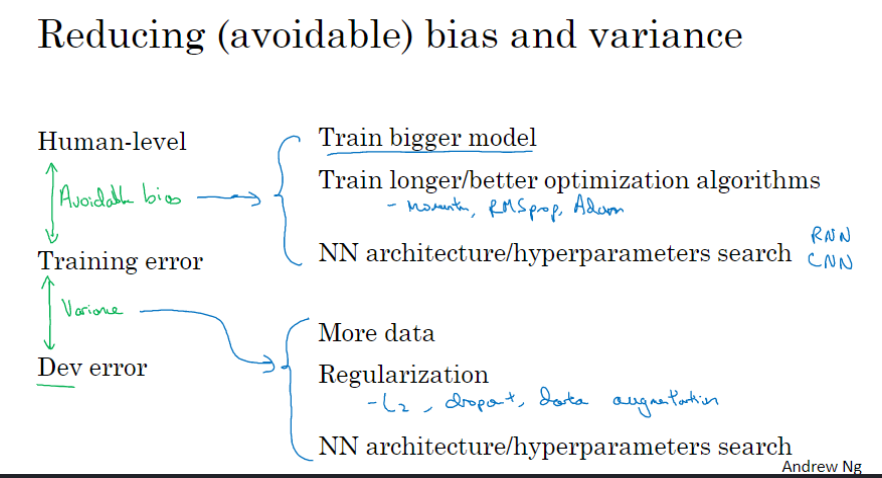 Reducing (avoidable) bias and variance
Human-level
Avoidable bias
Training error
Variance
Dev error
Train bigger model
Train longer/better optimization algorithms
- Momentum, RMSprop, Adam
NN architecture/hyperparameters search
RNN
CNN
More data
Regularization
- L2, dropout, data augmentation
NN architecture/hyperparameters search
Andrew Ng